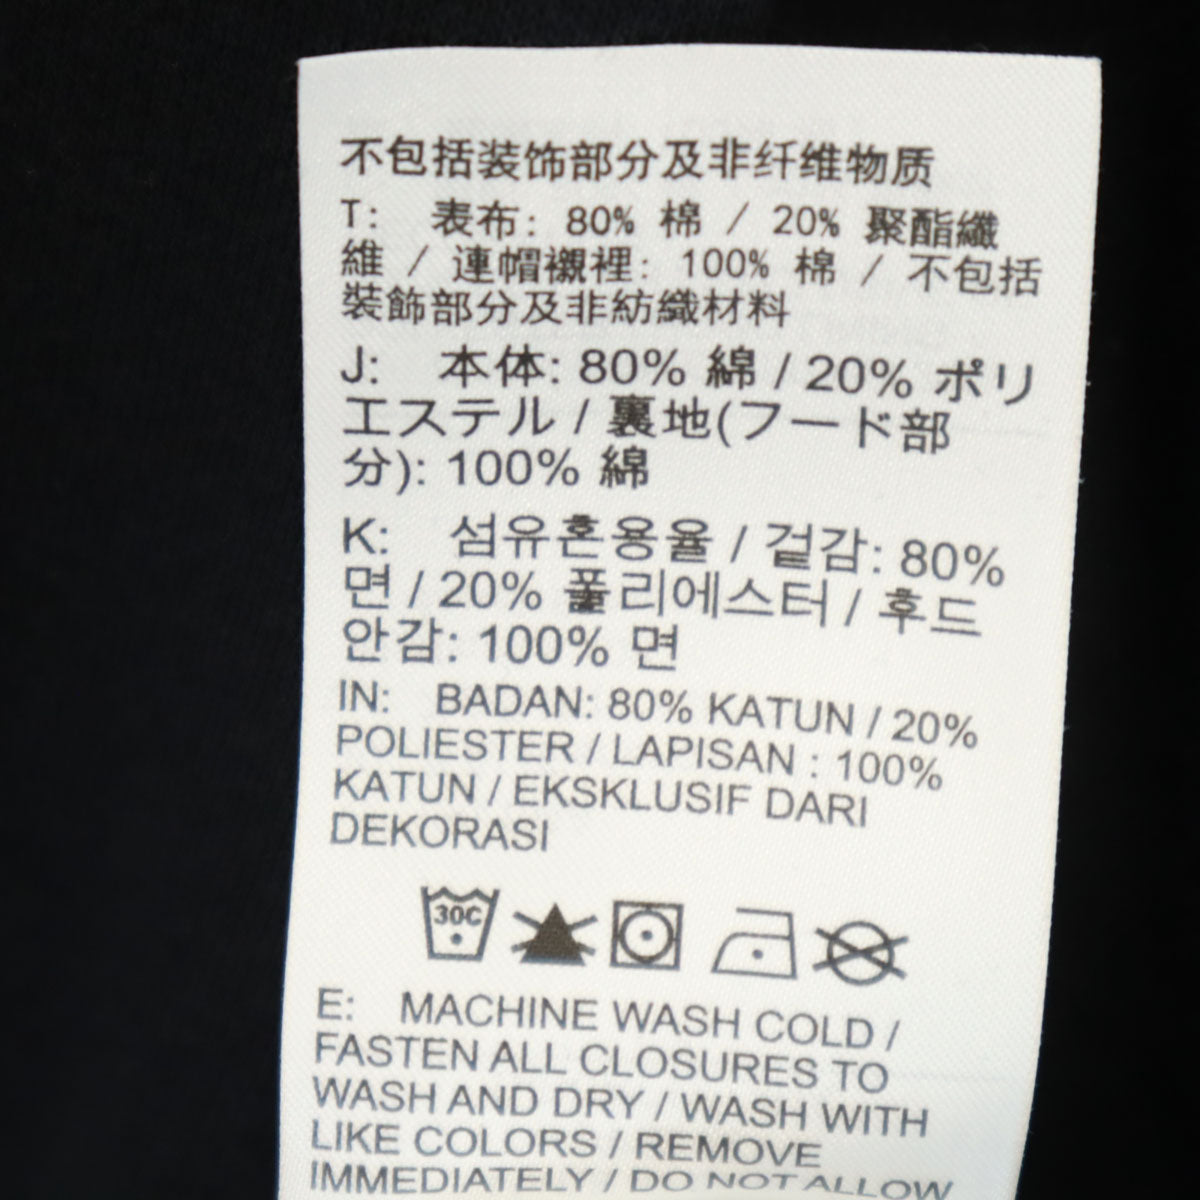 不包括装饰部分及非纤维物质
T: 表布: 80% 棉 / 20% 聚酯纖
維 / 連帽襯裡: 100% 棉 / 不包括
裝飾部分及非紡織材料
J: 本体: 80% 綿 / 20% ポリ
エステル / 裏地(フード部
分): 100% 綿
K: 섬유혼용율 / 겉감: 80%
면 / 20% 폴리에스터 / 후드
안감: 100% 면
IN: BADAN: 80% KATUN / 20%
POLIESTER / LAPISAN : 100%
KATUN / EKSKLUSIF DARI
DEKORASI
30C
E: MACHINE WASH COLD /
FASTEN ALL CLOSURES TO
WASH AND DRY / WASH WITH
LIKE COLORS / REMOVE
IMMEDIATELY / DO NOT ALLOW